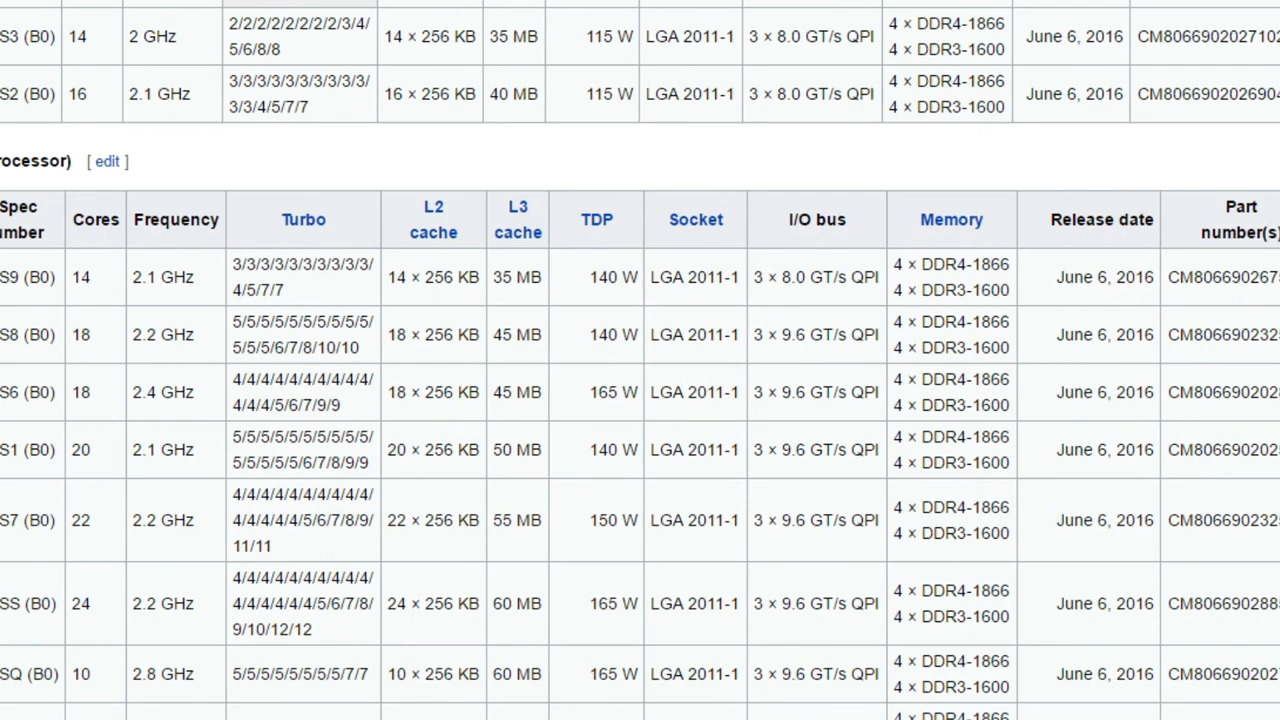 S3 (B0) 14 2 GHz 2/2/2/2/2/2/2/2/3/4/ 14 × 256 KB 35 MB 115 W LGA 2011-1 3 × 8.0 GT/s QPI 4 × DDR4-1866 June 6, 2016 CM8066902027102
5/6/8/8 4 × DDR3-1600
S2 (B0) 16 2.1 GHz 3/3/3/3/3/3/3/3/3/3/ 16 × 256 KB 40 MB 115 W LGA 2011-1 3 × 8.0 GT/s QPI 4 × DDR4-1866 June 6, 2016 CM8066902026904
3/3/4/5/7/7 4 × DDR3-1600
rocessor) [ edit ]
Spec Cores Frequency Turbo L2 L3 TDP Socket I/O bus Memory Release date Part
umber cache cache number(s)
S9 (B0) 14 2.1 GHz 3/3/3/3/3/3/3/3/3/3/ 14 × 256 KB 35 MB 140 W LGA 2011-1 3 × 8.0 GT/s QPI 4 × DDR4-1866 June 6, 2016 CM80669026
4/5/7/7 4 × DDR3-1600
S8 (B0) 18 2.2 GHz 5/5/5/5/5/5/5/5/5/5/ 18 × 256 KB 45 MB 140 W LGA 2011-1 3 × 9.6 GT/s QPI 4 × DDR4-1866 June 6, 2016 CM806690232
5/5/5/6/7/8/10/10 4 × DDR3-1600
S6 (B0) 18 2.4 GHz 4/4/4/4/4/4/4/4/4/4/ 18 × 256 KB 45 MB 165 W LGA 2011-1 3 × 9.6 GT/s QPI 4 × DDR4-1866 June 6, 2016 CM806690202
4/4/4/5/6/7/9/9 4 × DDR3-1600
S1 (B0) 20 2.1 GHz 5/5/5/5/5/5/5/5/5/5/ 20 × 256 KB 50 MB 140 W LGA 2011-1 3 × 9.6 GT/s QPI 4 × DDR4-1866 June 6, 2016 CM806690202
5/5/5/5/5/6/7/8/9/9 4 × DDR3-1600
S7 (B0) 22 2.2 GHz 4/4/4/4/4/4/4/4/4/4/ 22 × 256 KB 55 MB 150 W LGA 2011-1 3 × 9.6 GT/s QPI 4 × DDR4-1866 June 6, 2016 CM806690232
4/4/4/4/4/5/6/7/8/9/ 4 × DDR3-1600
11/11
SS (B0) 24 2.2 GHz 4/4/4/4/4/4/4/4/4/4/ 24 × 256 KB 60 MB 165 W LGA 2011-1 3 × 9.6 GT/s QPI 4 × DDR4-1866 June 6, 2016 CM806690288
4/4/4/4/4/4/5/6/7/8/ 4 × DDR3-1600
9/10/12/12
SQ (B0) 10 2.8 GHz 5/5/5/5/5/5/5/5/7/7 10 × 256 KB 60 MB 165 W LGA 2011-1 3 × 9.6 GT/s QPI 4 × DDR4-1866 June 6, 2016 CM806690202
4 × DDR3-1600
4 × DDR4-1866